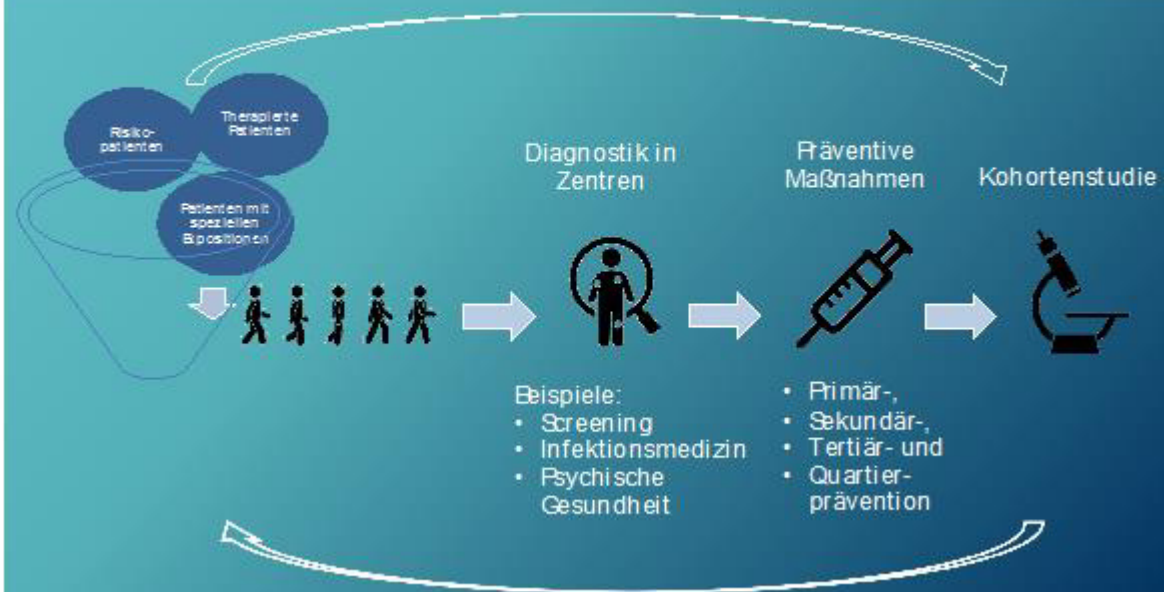 Risiko-
patienten
Therapierte
Patienten
Patienten mit
speziellen
Expositionen
Diagnostik in
Zentren
Präventive
Maßnahmen
Kohortenstudie
Beispiele:
• Screening
• Infektionsmedizin
• Psychische
Gesundheit
• Primär-,
• Sekundär-,
• Tertiär- und
• Quartier-
prävention